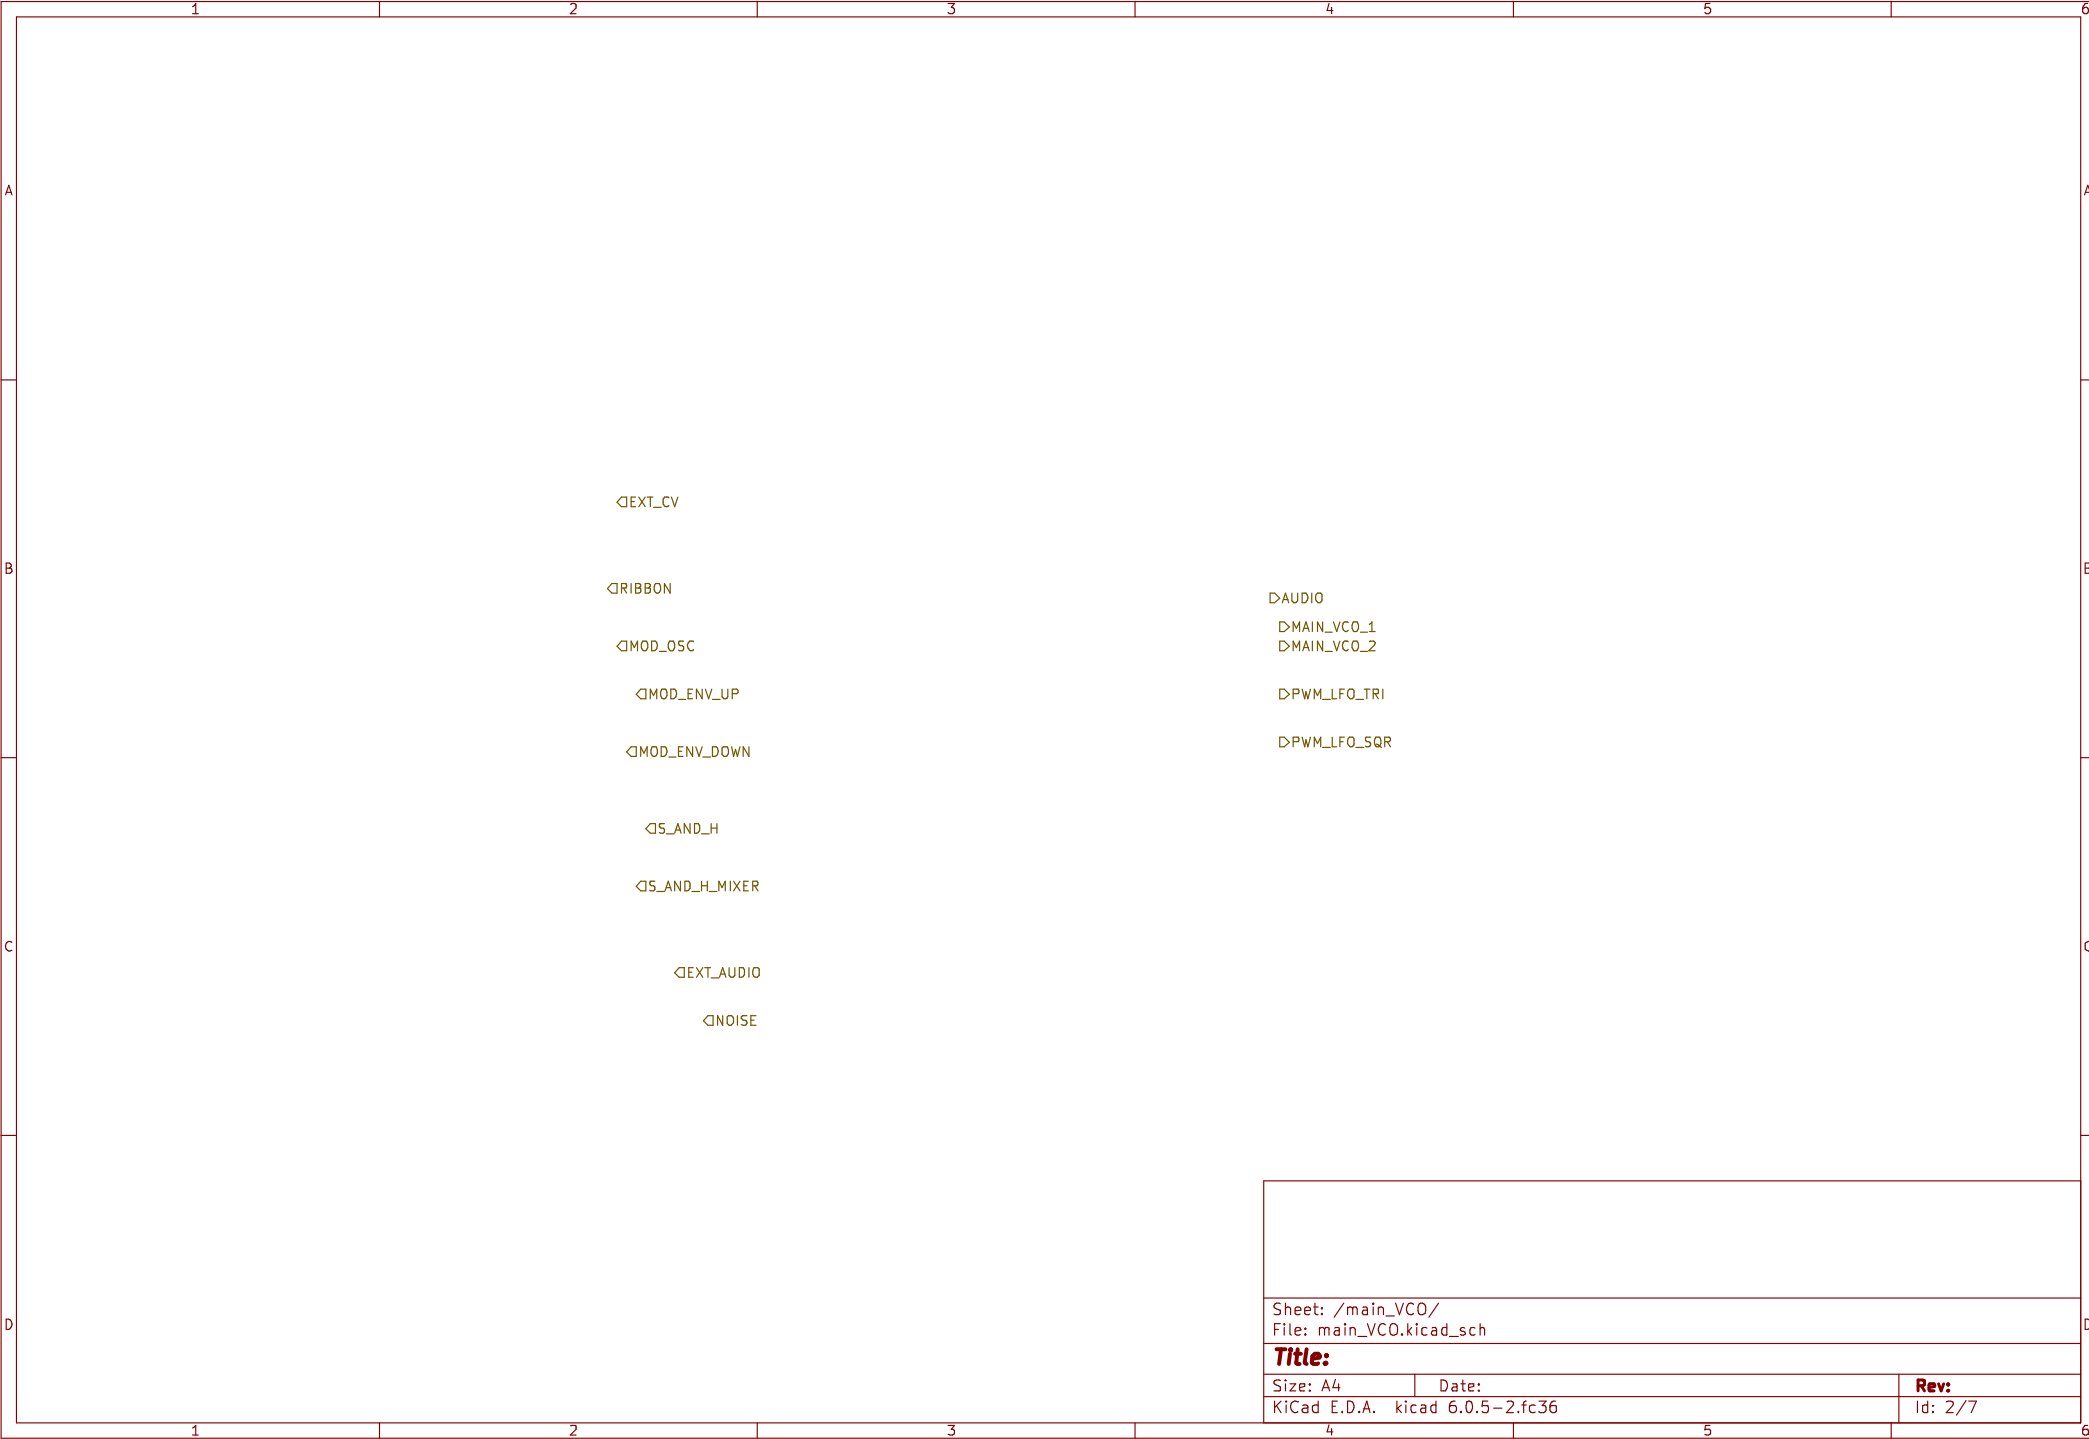 1 2 3 4 5 6
A A
EXT_CV
B B
RIBBON
AUDIO
MAIN_VCO_1
MOD_OSC MAIN_VCO_2
MOD_ENV_UP PWM_LFO_TRI
PWM_LFO_SQR
MOD_ENV_DOWN
S_AND_H
S_AND_H_MIXER
C C
EXT_AUDIO
NOISE
Sheet: /main_VCO/
D D
File: main_VCO.kicad_sch
Title:
Size: A4 Date: Rev:
KiCad E.D.A. kicad 6.0.5-2.fc36 Id: 2/7
1 2 3 4 5 6